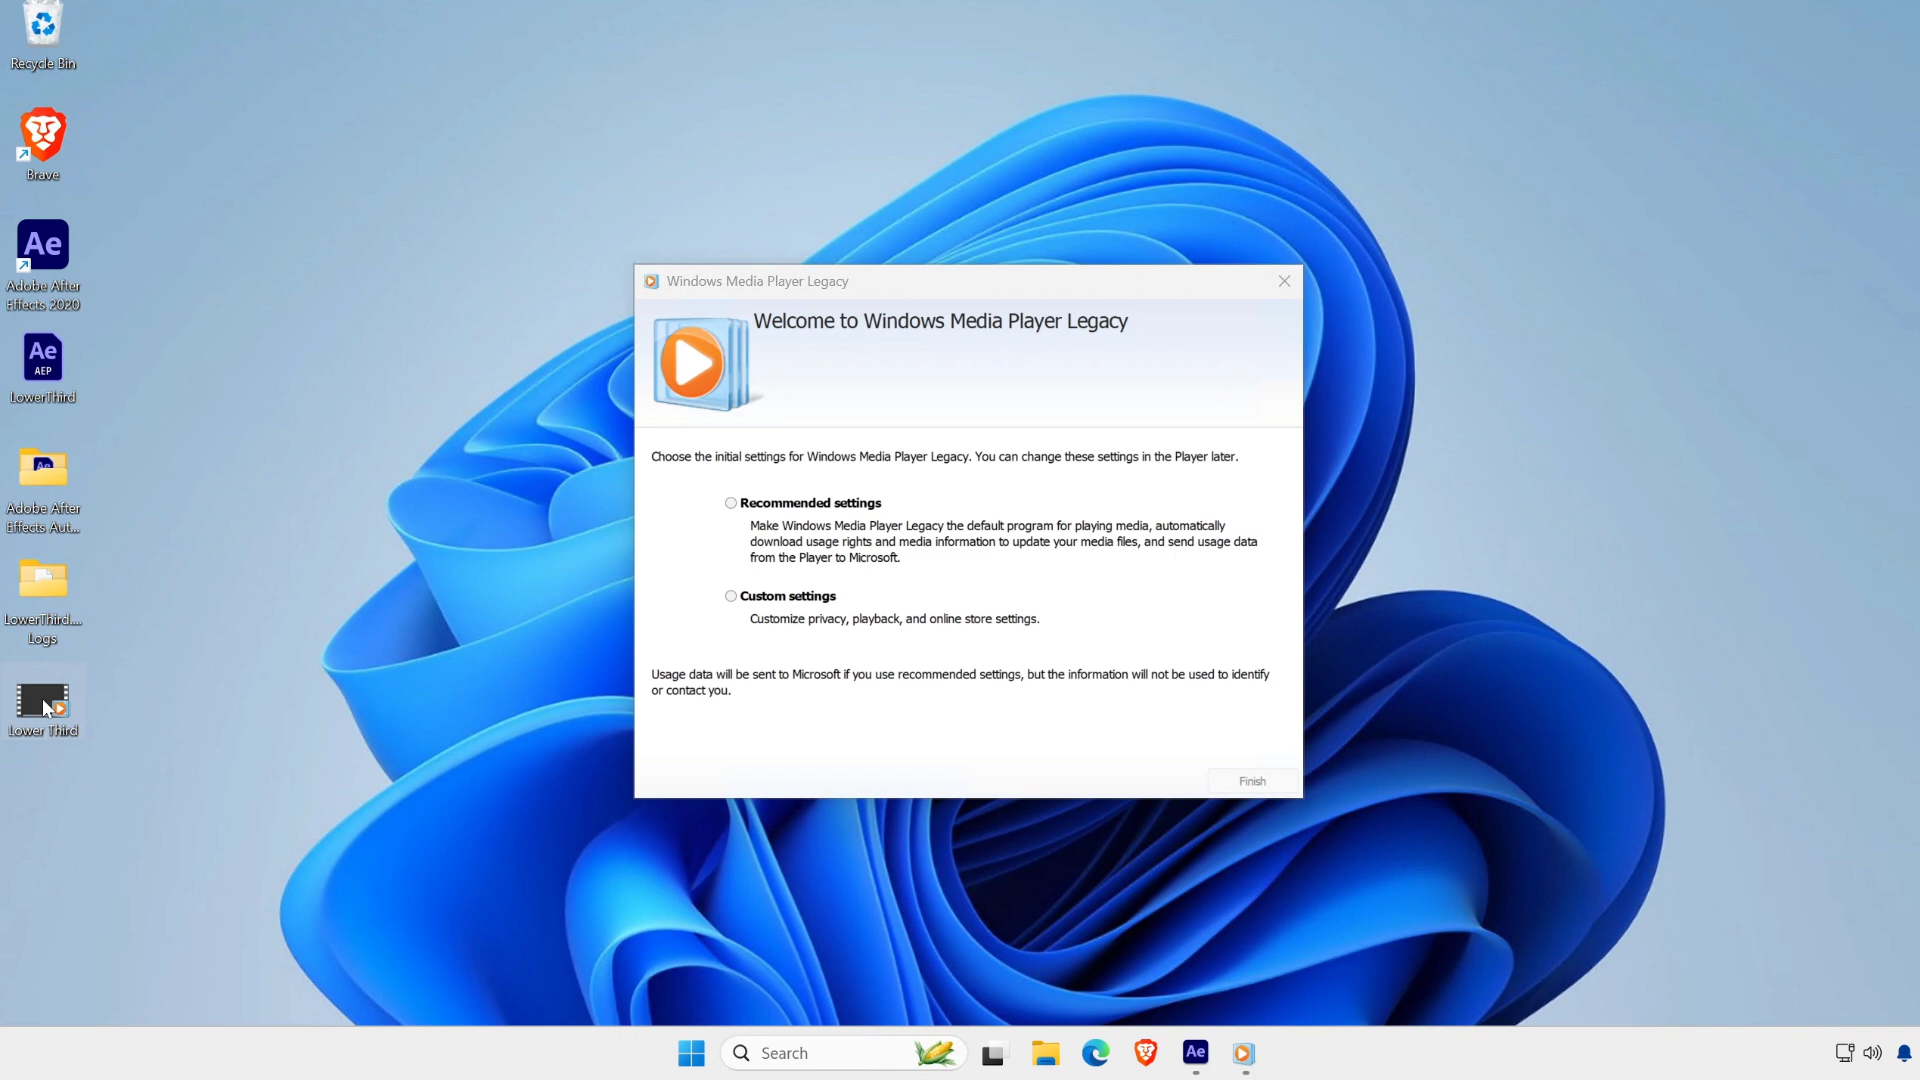 Recycle Bin
Brave
Ae
Adobe After
Effects 2020
Ae
AEP
LowerThird
Ae
Adobe After
Effects Aut...
LowerThird....
Logs
Lower Third
Windows Media Player Legacy
Welcome to Windows Media Player Legacy
Choose the initial settings for Windows Media Player Legacy. You can change these settings in the Player later.
Recommended settings
Make Windows Media Player Legacy the default program for playing media, automatically
download usage rights and media information to update your media files, and send usage data
from the Player to Microsoft.
Custom settings
Customize privacy, playback, and online store settings.
Usage data will be sent to Microsoft if you use recommended settings, but the information will not be used to identify
or contact you.
Finish
Search
Ae